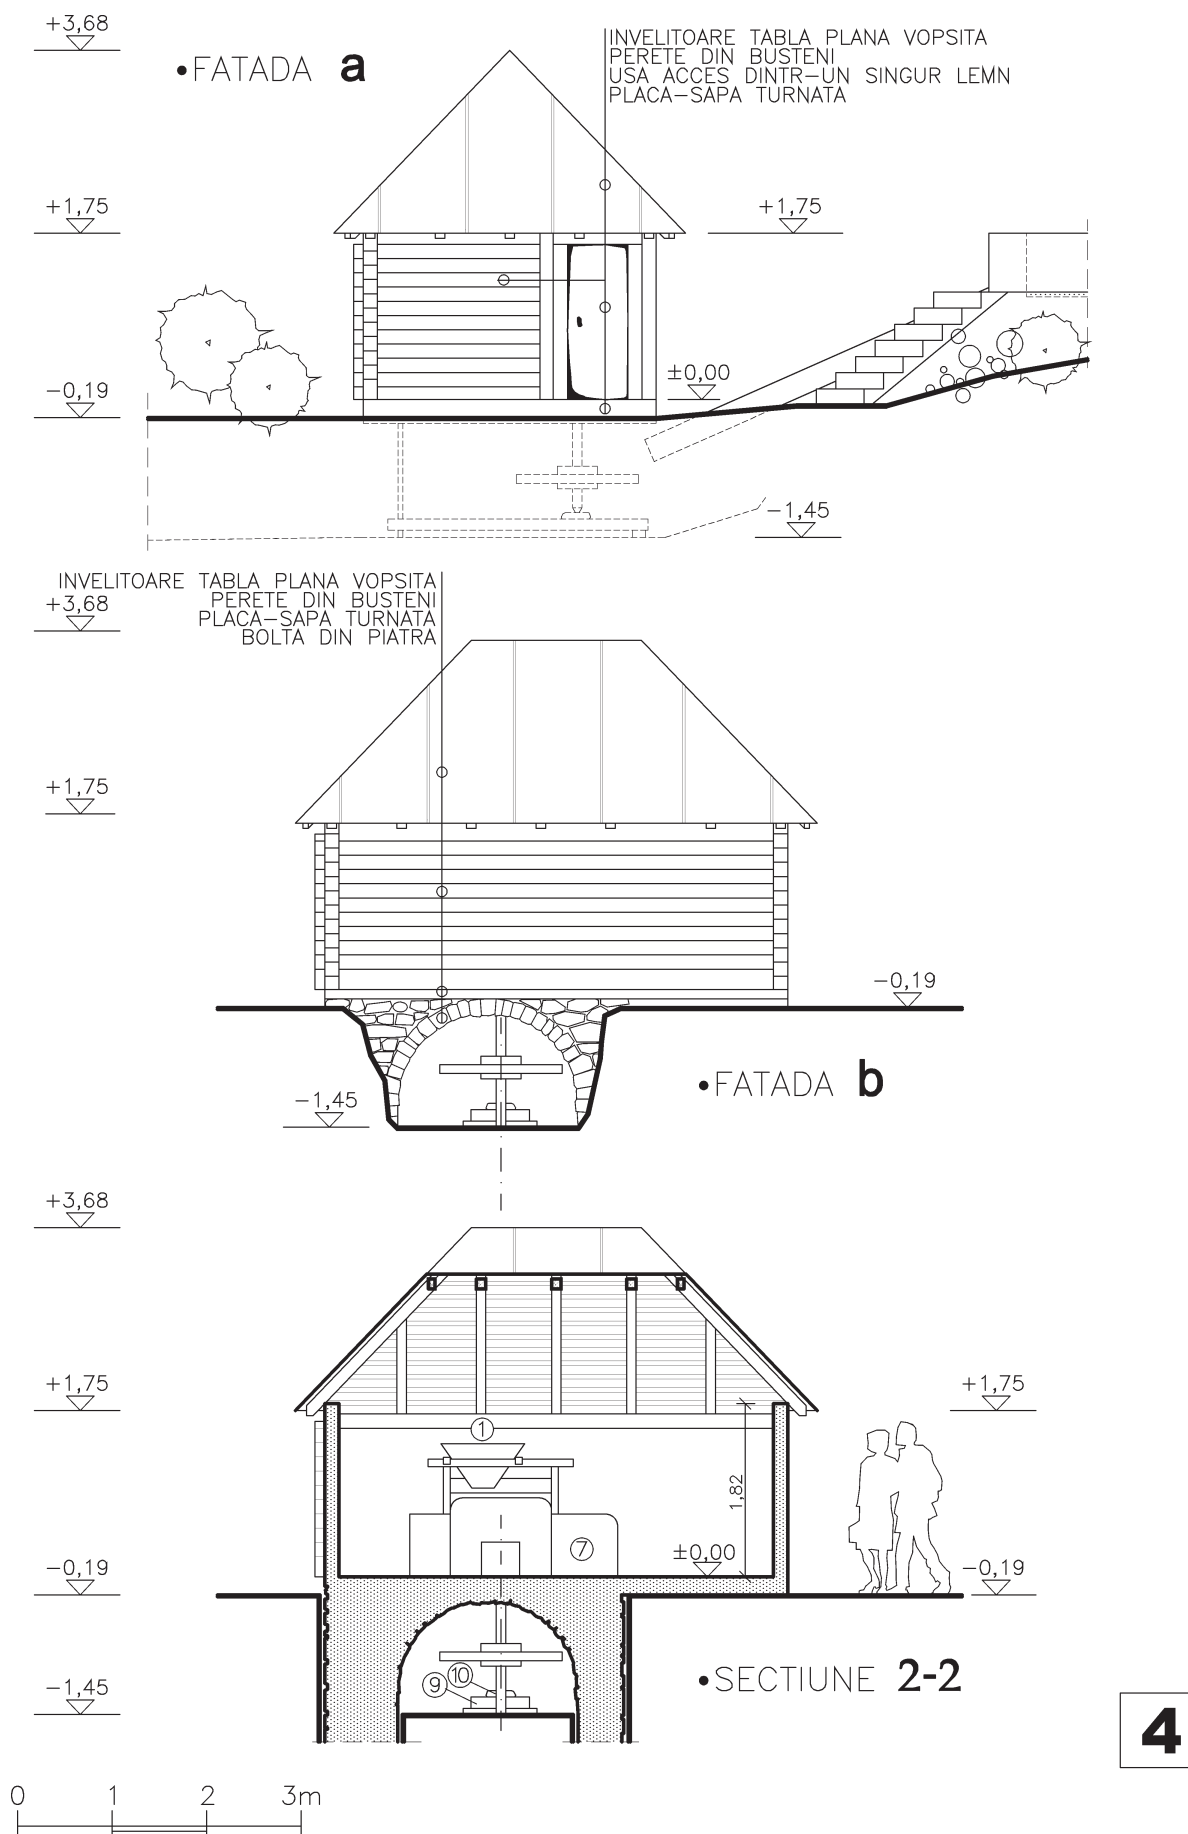 +3,68
•FATADA a
INVELITOARE TABLA PLANA VOPSITA
PERETE DIN BUSTENI
USA ACCES DINTR-UN SINGUR LEMN
PLACA-SAPA TURNATA
+1,75
+1,75
-0,19
±0,00
-1,45
INVELITOARE TABLA PLANA VOPSITA
PERETE DIN BUSTENI
PLACA-SAPA TURNATA
BOLTA DIN PIATRA
+3,68
+1,75
-0,19
•FATADA b
-1,45
+3,68
+1,75
+1,75
1
1,82
7
±0,00
-0,19
-0,19
10
9
•SECTIUNE 2-2
-1,45
4
0 1 2 3m